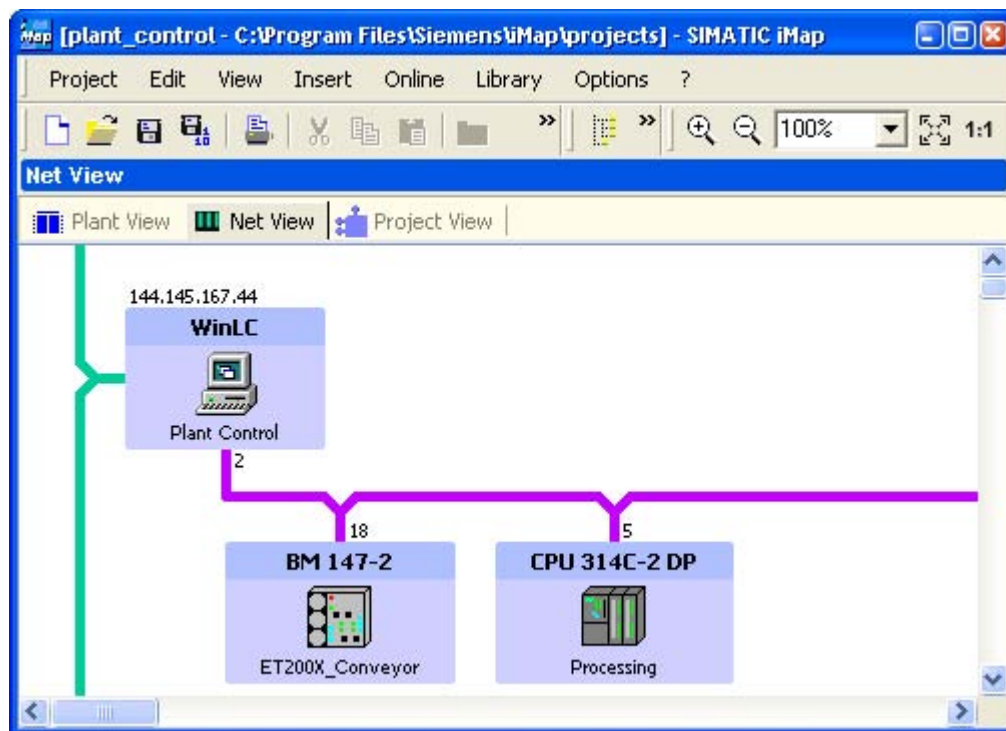 iMap [plant_control - C:\Program Files\Siemens\iMap\projects] - SIMATIC iMap
Project Edit View Insert Online Library Options ?
10 » » 100% 1:1
Net View
Plant View Net View Project View
144.145.167.44
WinLC
Plant Control
2
18 5
BM 147-2 CPU 314C-2 DP
ET200X_Conveyor Processing